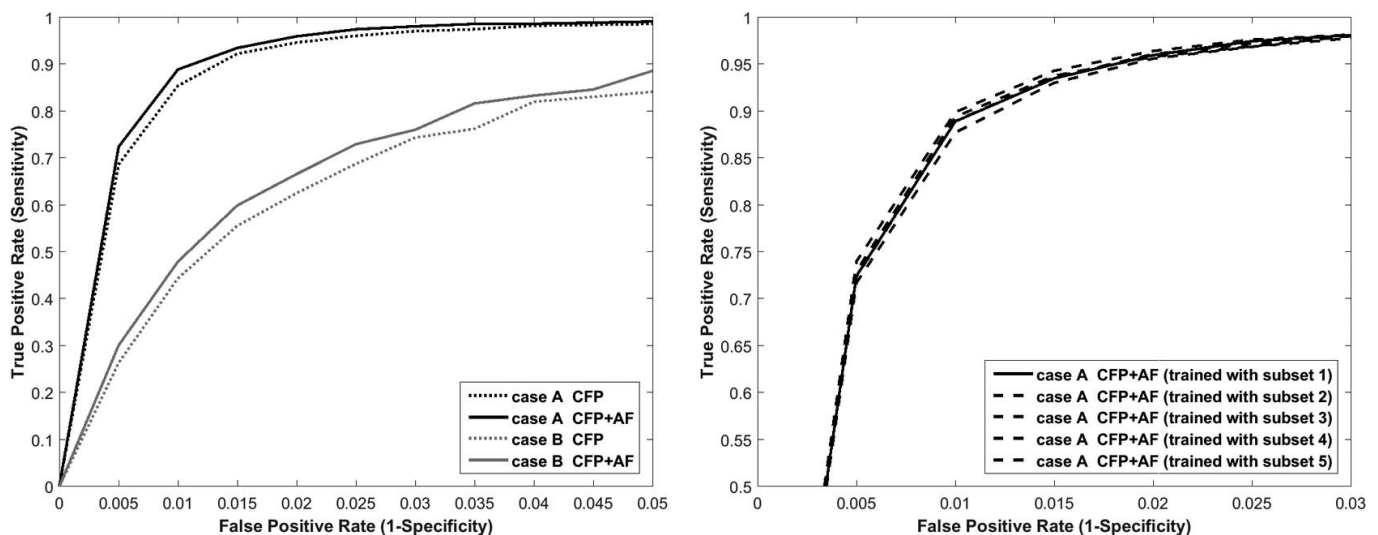 1
0.9
0.8
0.7
0.6
0.5
0.4
0.3
0.2
0.1
0
True Positive Rate (Sensitivity)
0 0.005 0.01 0.015 0.02 0.025 0.03 0.035 0.04 0.045 0.05
False Positive Rate (1-Specificity)
case A CFP
case A CFP+AF
case B CFP
case B CFP+AF
1
0.95
0.9
0.85
0.8
0.75
0.7
0.65
0.6
0.55
0.5
True Positive Rate (Sensitivity)
0 0.005 0.01 0.015 0.02 0.025 0.03
False Positive Rate (1-Specificity)
case A CFP+AF (trained with subset 1)
case A CFP+AF (trained with subset 2)
case A CFP+AF (trained with subset 3)
case A CFP+AF (trained with subset 4)
case A CFP+AF (trained with subset 5)